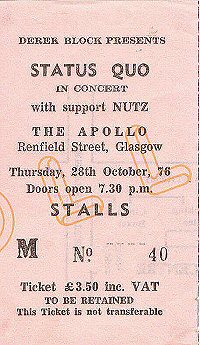 DEREK BLOCK PRESENTS
STATUS QUO
IN CONCERT
with support NUTZ
THE APOLLO
Renfield Street, Glasgow
Thursday, 28th October, 76
Doors open 7.30 p.m.
STALLS
M No 40
Ticket £3.50 inc. VAT
TO BE RETAINED
This Ticket is not transferable